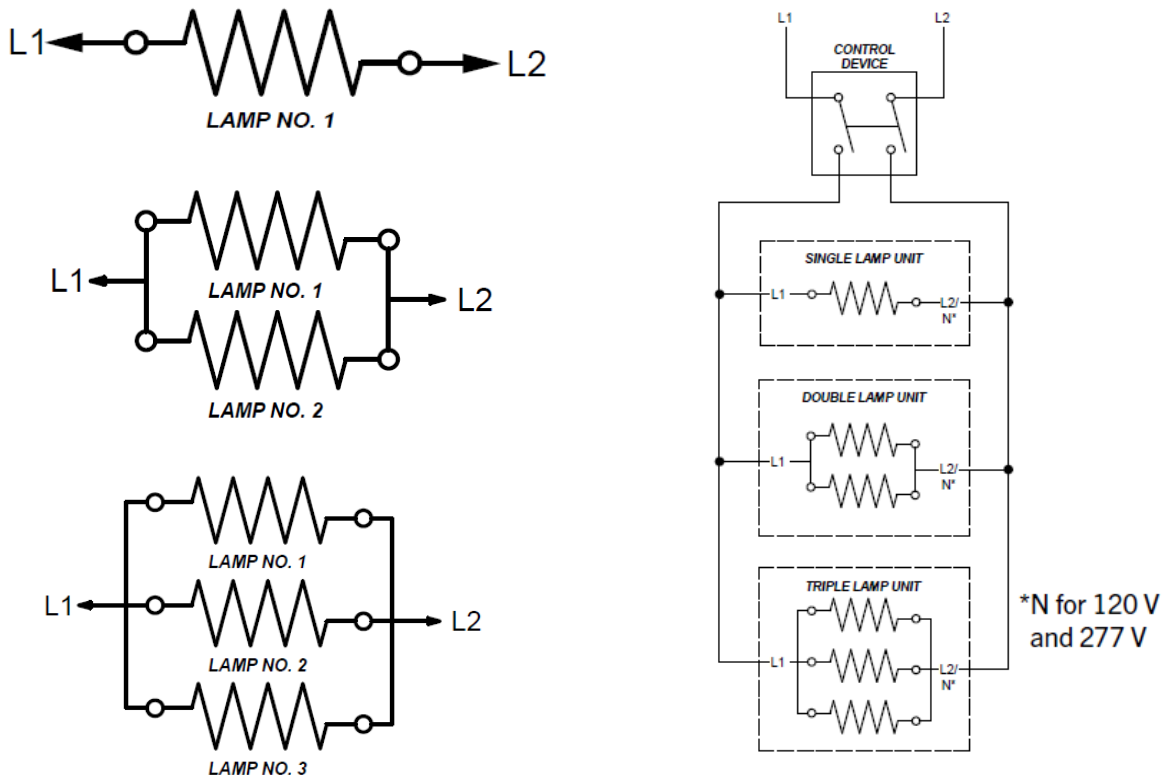 L1
L2
LAMP NO. 1
L1
LAMP NO. 1
L2
LAMP NO. 2
LAMP NO. 1
L1
L2
LAMP NO. 2
LAMP NO. 3
L1
L2
CONTROL
DEVICE
SINGLE LAMP UNIT
L1
L2/
N*
DOUBLE LAMP UNIT
L1
L2/
N*
TRIPLE LAMP UNIT
L1
L2/
N*
*N for 120 V
and 277 V